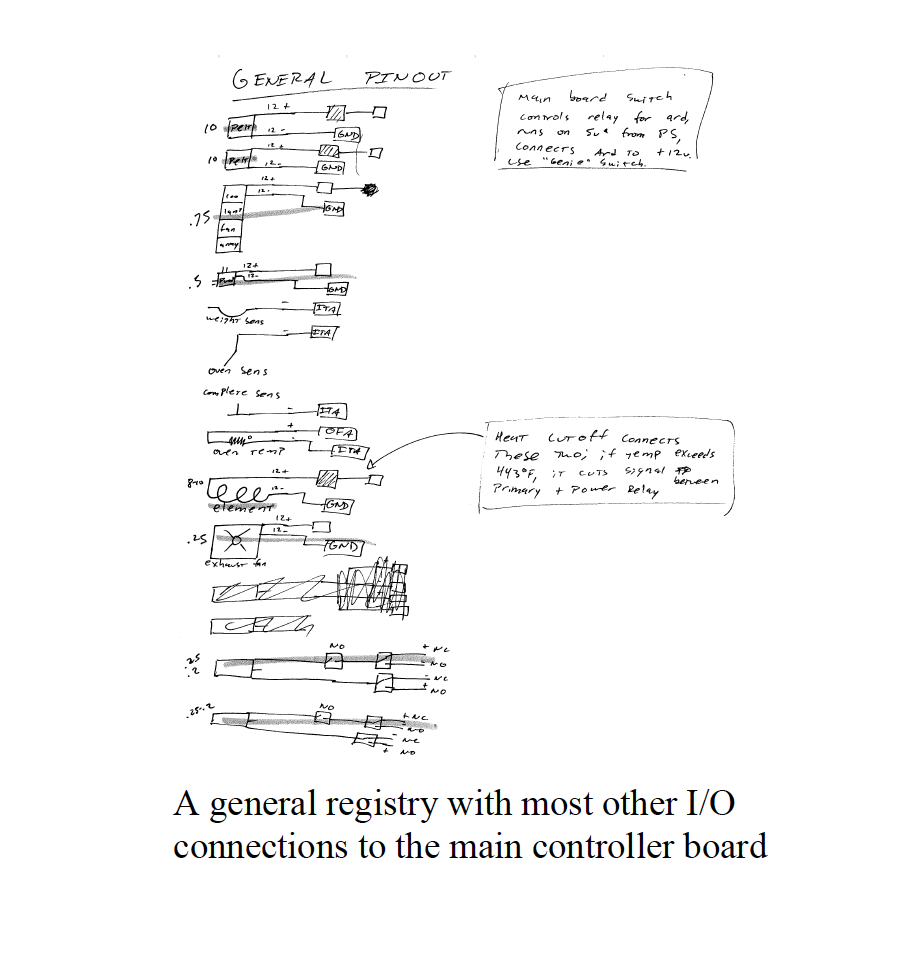 GENERAL PINOUT
main board switch
controls relay for ard,
runs on 5v* from PS,
connects Ard to +12v.
use "Genie" switch.
12+
10 Pelt 12- GND
12+
10 Pelt 12- GND
12+
12-
.75 GND
fan
array
12+
.5 12-
GND
- ITA
weight sens
- ITA
oven sens
complete sens
- ITA
+ OFA
- ITA
oven temp
Heat cutoff connects
These two; if temp exceeds
443°F, it cuts signal
between
Primary + Power Relay
12+
8-10 12-
GND
element
12+
12-
.25 GND
exhaust fan
NO + NC
.25 - NO
.2 - NC
+ NO
.25-.2 NO + NC
- NO
- NC
+ NO
A general registry with most other I/O
connections to the main controller board